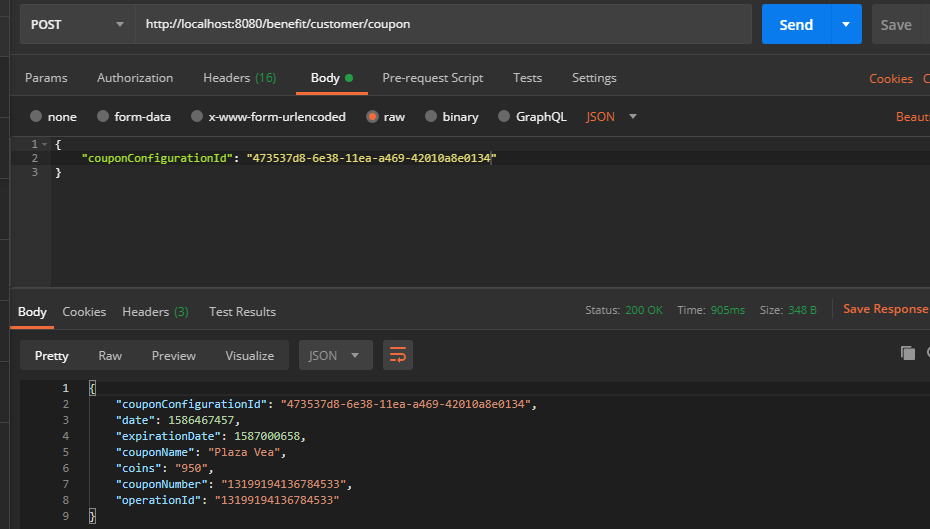 POST http://localhost:8080/benefit/customer/coupon Send Save
Params Authorization Headers (16) Body Pre-request Script Tests Settings Cookies
none form-data x-www-form-urlencoded raw binary GraphQL JSON Beaut
1 {
2 "couponConfigurationId": "473537d8-6e38-11ea-a469-42010a8e0134"
3 }
Body Cookies Headers (3) Test Results Status: 200 OK Time: 905ms Size: 348 B Save Response
Pretty Raw Preview Visualize JSON
1 {
2 "couponConfigurationId": "473537d8-6e38-11ea-a469-42010a8e0134",
3 "date": 1586467457,
4 "expirationDate": 1587000658,
5 "couponName": "Plaza Vea",
6 "coins": "950",
7 "couponNumber": "13199194136784533",
8 "operationId": "13199194136784533"
9 }